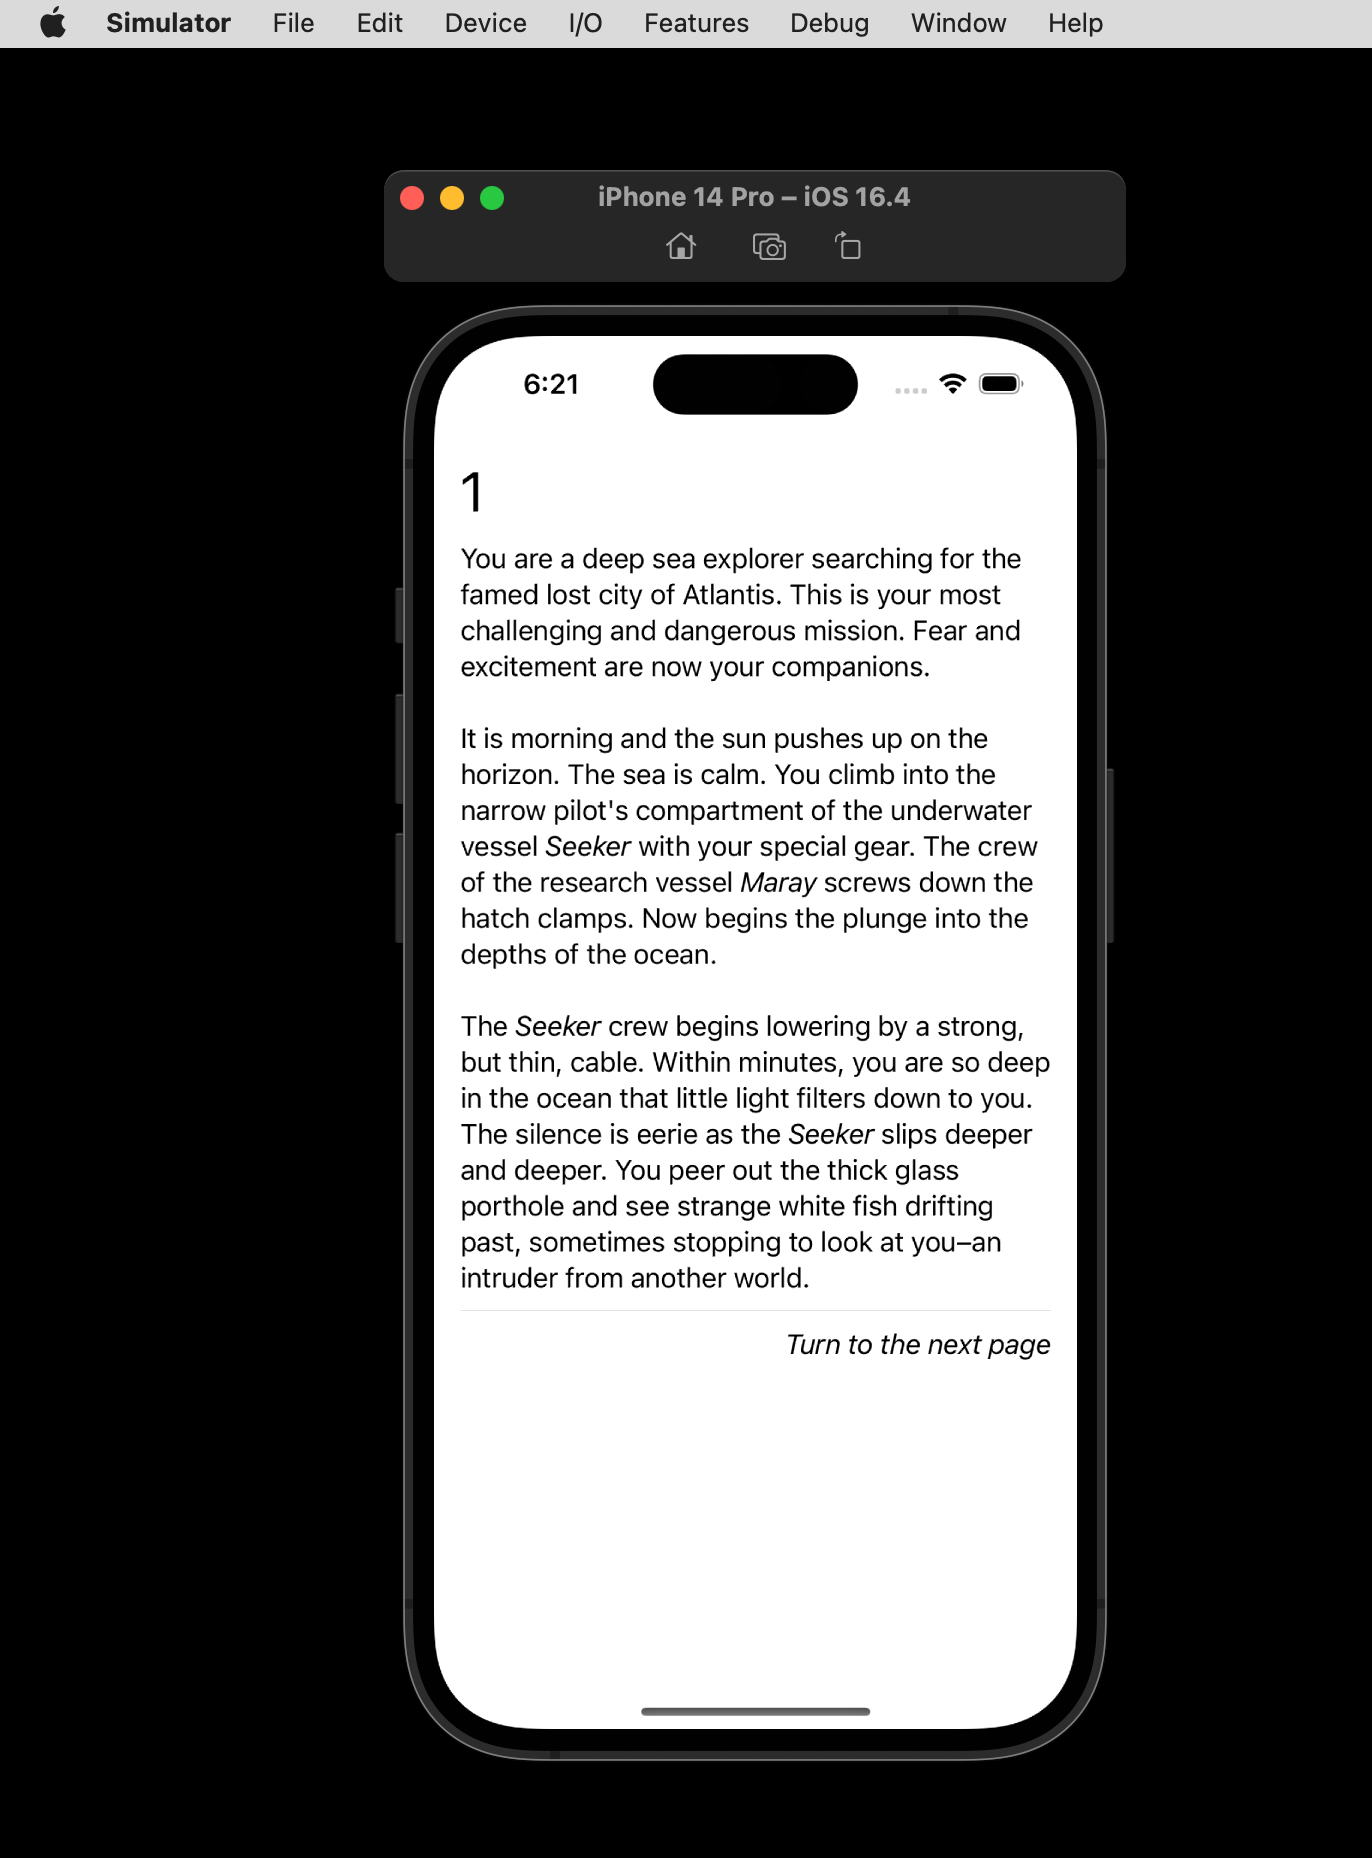 Simulator File Edit Device I/O Features Debug Window Help
iPhone 14 Pro – iOS 16.4
6:21
1
You are a deep sea explorer searching for the
famed lost city of Atlantis. This is your most
challenging and dangerous mission. Fear and
excitement are now your companions.
It is morning and the sun pushes up on the
horizon. The sea is calm. You climb into the
narrow pilot's compartment of the underwater
vessel Seeker with your special gear. The crew
of the research vessel Maray screws down the
hatch clamps. Now begins the plunge into the
depths of the ocean.
The Seeker crew begins lowering by a strong,
but thin, cable. Within minutes, you are so deep
in the ocean that little light filters down to you.
The silence is eerie as the Seeker slips deeper
and deeper. You peer out the thick glass
porthole and see strange white fish drifting
past, sometimes stopping to look at you–an
intruder from another world.
Turn to the next page